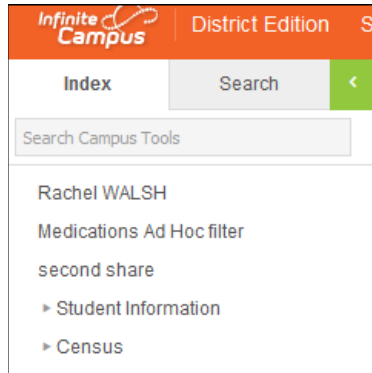 Infinite
Campus
District Edition
Index
Search
Search Campus Tools
Rachel WALSH
Medications Ad Hoc filter
second share
Student Information
Census